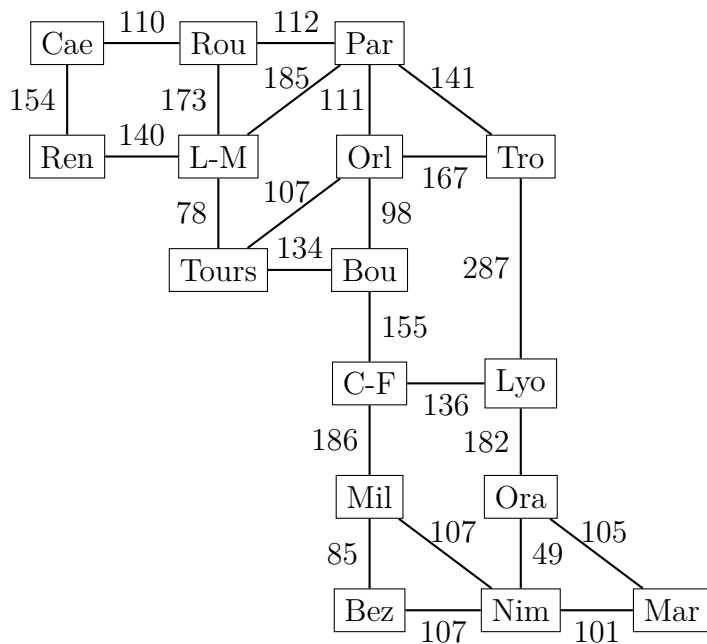 110 112
Cae Rou Par
154 173 185 111 141
140
Ren L-M Orl Tro
107 167
78 98
134
Tours Bou
287
155
C-F Lyo
136
186 182
Mil Ora
107 105
85 49
Bez Nim Mar
107 101